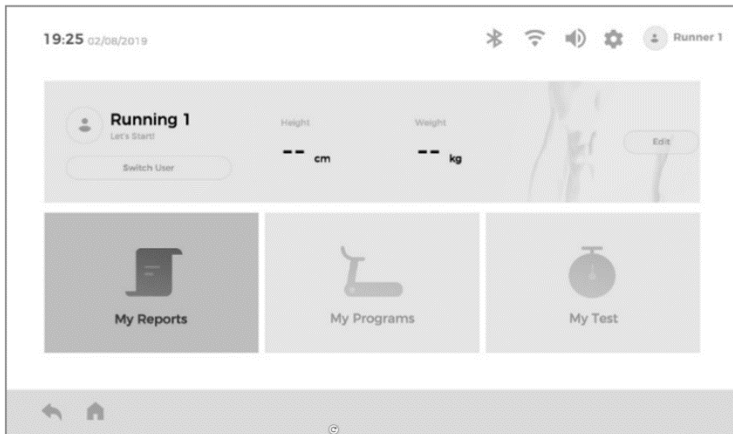 19:25 02/08/2019
Runner 1
Running 1
Let's Start!
Switch User
Height
-- cm
Weight
-- kg
Edit
My Reports
My Programs
My Test